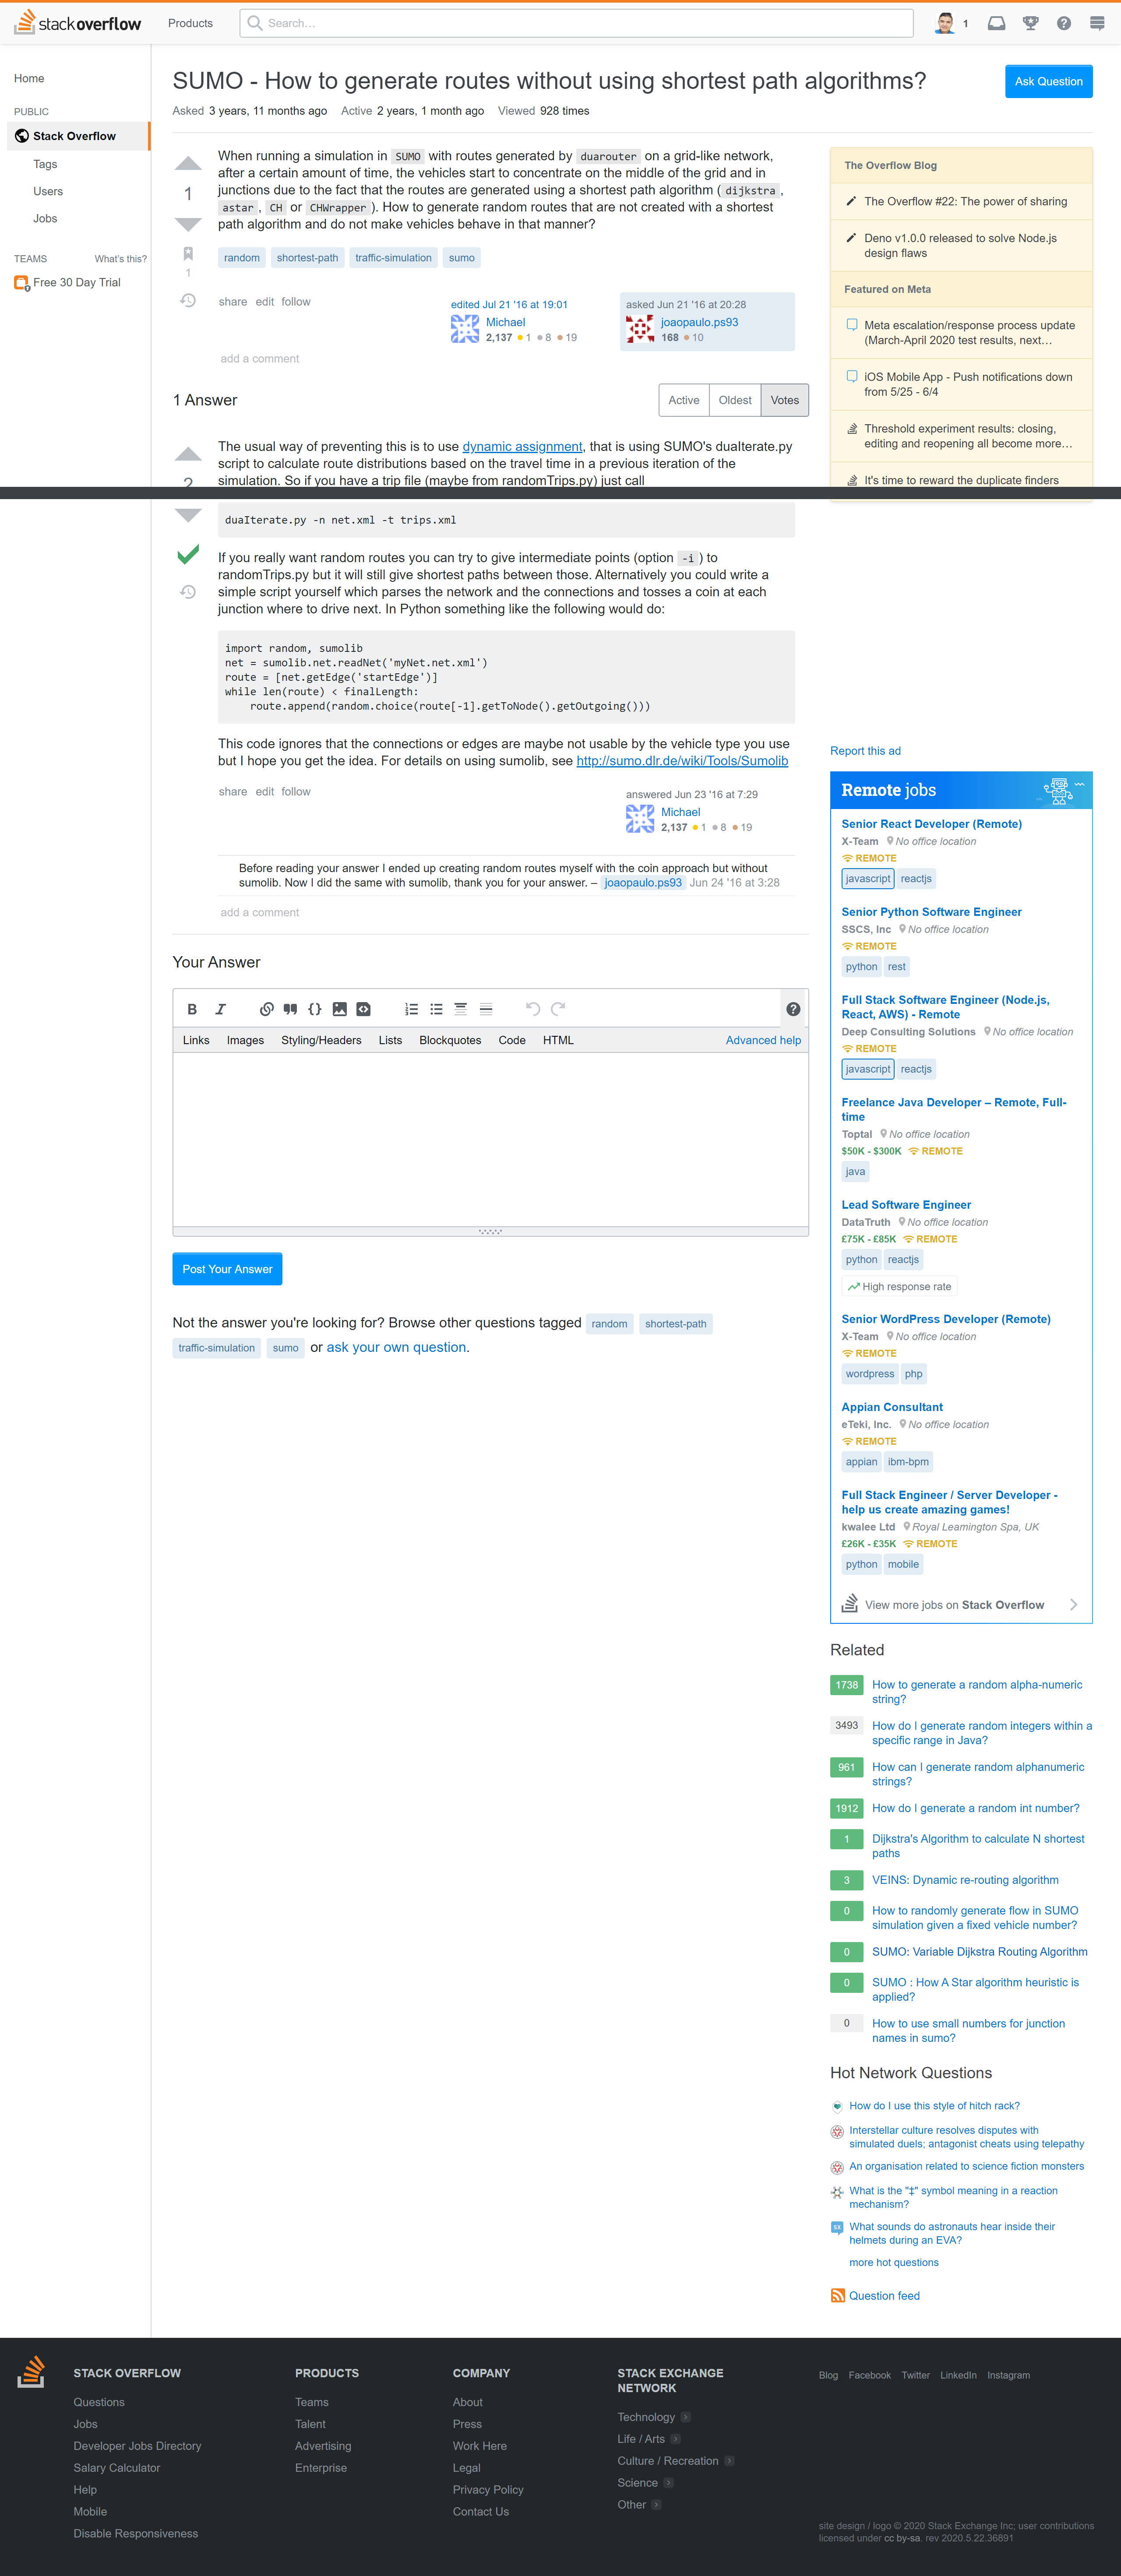 stackoverflow
Products
Search…
1
Home
PUBLIC
Stack Overflow
Tags
Users
Jobs
TEAMS What's this?
Free 30 Day Trial
SUMO - How to generate routes without using shortest path algorithms?
Ask Question
Asked 3 years, 11 months ago Active 2 years, 1 month ago Viewed 928 times
1
1
When running a simulation in SUMO with routes generated by duarouter on a grid-like network,
after a certain amount of time, the vehicles start to concentrate on the middle of the grid and in
junctions due to the fact that the routes are generated using a shortest path algorithm ( dijkstra ,
astar , CH or CHWrapper ). How to generate random routes that are not created with a shortest
path algorithm and do not make vehicles behave in that manner?
random shortest-path traffic-simulation sumo
share edit follow
edited Jul 21 '16 at 19:01
Michael
2,137 1 8 19
asked Jun 21 '16 at 20:28
joaopaulo.ps93
168 10
add a comment
1 Answer
Active Oldest Votes
2
The usual way of preventing this is to use dynamic assignment, that is using SUMO's duaIterate.py
script to calculate route distributions based on the travel time in a previous iteration of the
simulation. So if you have a trip file (maybe from randomTrips.py) just call
duaIterate.py -n net.xml -t trips.xml
If you really want random routes you can try to give intermediate points (option -i ) to
randomTrips.py but it will still give shortest paths between those. Alternatively you could write a
simple script yourself which parses the network and the connections and tosses a coin at each
junction where to drive next. In Python something like the following would do:
import random, sumolib
net = sumolib.net.readNet('myNet.net.xml')
route = [net.getEdge('startEdge')]
while len(route) < finalLength:
route.append(random.choice(route[-1].getToNode().getOutgoing()))
This code ignores that the connections or edges are maybe not usable by the vehicle type you use
but I hope you get the idea. For details on using sumolib, see http://sumo.dlr.de/wiki/Tools/Sumolib
share edit follow
answered Jun 23 '16 at 7:29
Michael
2,137 1 8 19
Before reading your answer I ended up creating random routes myself with the coin approach but without
sumolib. Now I did the same with sumolib, thank you for your answer. – joaopaulo.ps93 Jun 24 '16 at 3:28
add a comment
Your Answer
B I {} ?
Links Images Styling/Headers Lists Blockquotes Code HTML Advanced help
Post Your Answer
Not the answer you're looking for? Browse other questions tagged random shortest-path
traffic-simulation sumo or ask your own question.
The Overflow Blog
The Overflow #22: The power of sharing
Deno v1.0.0 released to solve Node.js
design flaws
Featured on Meta
Meta escalation/response process update
(March-April 2020 test results, next…
iOS Mobile App - Push notifications down
from 5/25 - 6/4
Threshold experiment results: closing,
editing and reopening all become more…
It's time to reward the duplicate finders
Report this ad
Remote jobs
Senior React Developer (Remote)
X-Team No office location
REMOTE
javascript reactjs
Senior Python Software Engineer
SSCS, Inc No office location
REMOTE
python rest
Full Stack Software Engineer (Node.js,
React, AWS) - Remote
Deep Consulting Solutions No office location
REMOTE
javascript reactjs
Freelance Java Developer – Remote, Full-
time
Toptal No office location
$50K - $300K REMOTE
java
Lead Software Engineer
DataTruth No office location
£75K - £85K REMOTE
python reactjs
High response rate
Senior WordPress Developer (Remote)
X-Team No office location
REMOTE
wordpress php
Appian Consultant
eTeki, Inc. No office location
REMOTE
appian ibm-bpm
Full Stack Engineer / Server Developer -
help us create amazing games!
kwalee Ltd Royal Leamington Spa, UK
£26K - £35K REMOTE
python mobile
View more jobs on Stack Overflow
Related
1738 How to generate a random alpha-numeric
string?
3493 How do I generate random integers within a
specific range in Java?
961 How can I generate random alphanumeric
strings?
1912 How do I generate a random int number?
1 Dijkstra's Algorithm to calculate N shortest
paths
3 VEINS: Dynamic re-routing algorithm
0 How to randomly generate flow in SUMO
simulation given a fixed vehicle number?
0 SUMO: Variable Dijkstra Routing Algorithm
0 SUMO : How A Star algorithm heuristic is
applied?
0 How to use small numbers for junction
names in sumo?
Hot Network Questions
How do I use this style of hitch rack?
Interstellar culture resolves disputes with
simulated duels; antagonist cheats using telepathy
An organisation related to science fiction monsters
What is the "‡" symbol meaning in a reaction
mechanism?
What sounds do astronauts hear inside their
helmets during an EVA?
more hot questions
Question feed
STACK OVERFLOW
Questions
Jobs
Developer Jobs Directory
Salary Calculator
Help
Mobile
Disable Responsiveness
PRODUCTS
Teams
Talent
Advertising
Enterprise
COMPANY
About
Press
Work Here
Legal
Privacy Policy
Contact Us
STACK EXCHANGE
NETWORK
Technology
Life / Arts
Culture / Recreation
Science
Other
Blog Facebook Twitter LinkedIn Instagram
site design / logo © 2020 Stack Exchange Inc; user contributions
licensed under cc by-sa. rev 2020.5.22.36891